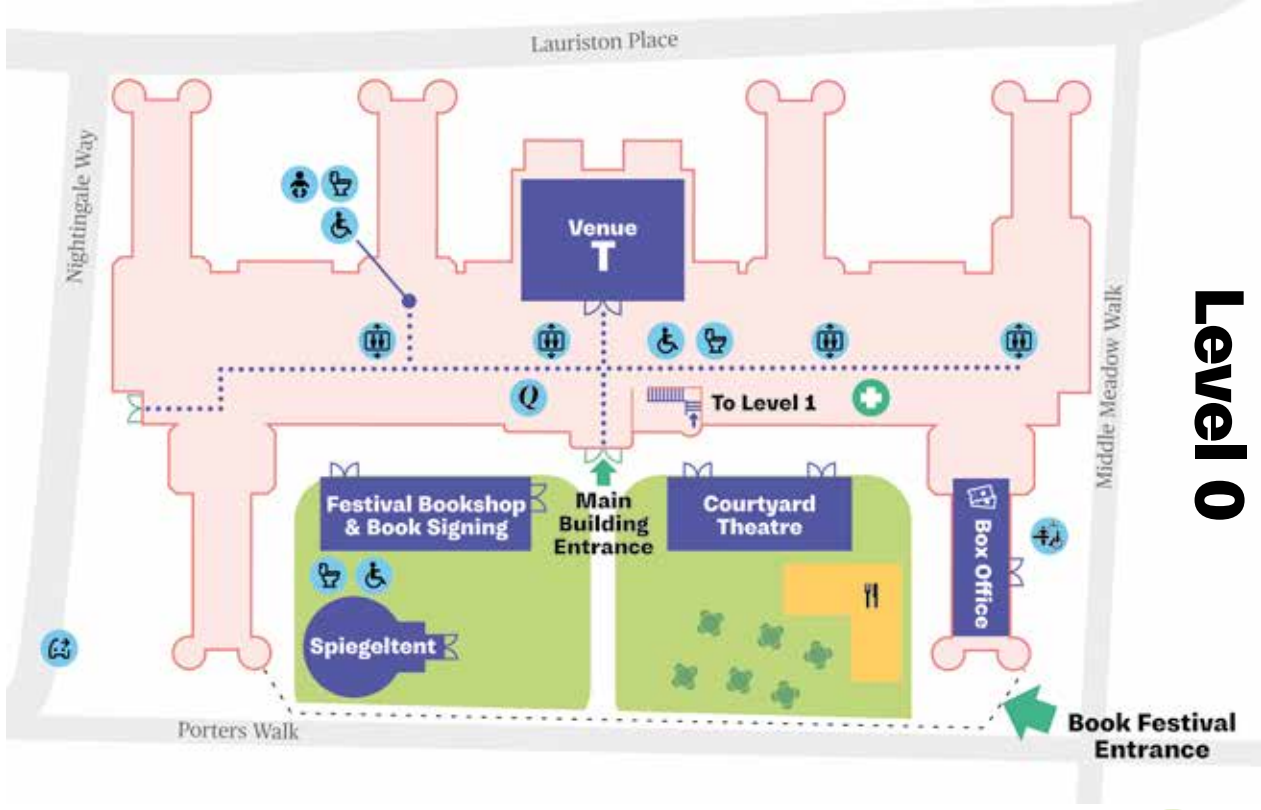 Lauriston Place
Nightingale Way
Venue
T
Middle Meadow Walk
Level 0
Q
To Level 1
Main
Building
Entrance
Festival Bookshop
& Book Signing
Courtyard
Theatre
Box Office
Spiegeltent
Porters Walk
Book Festival
Entrance